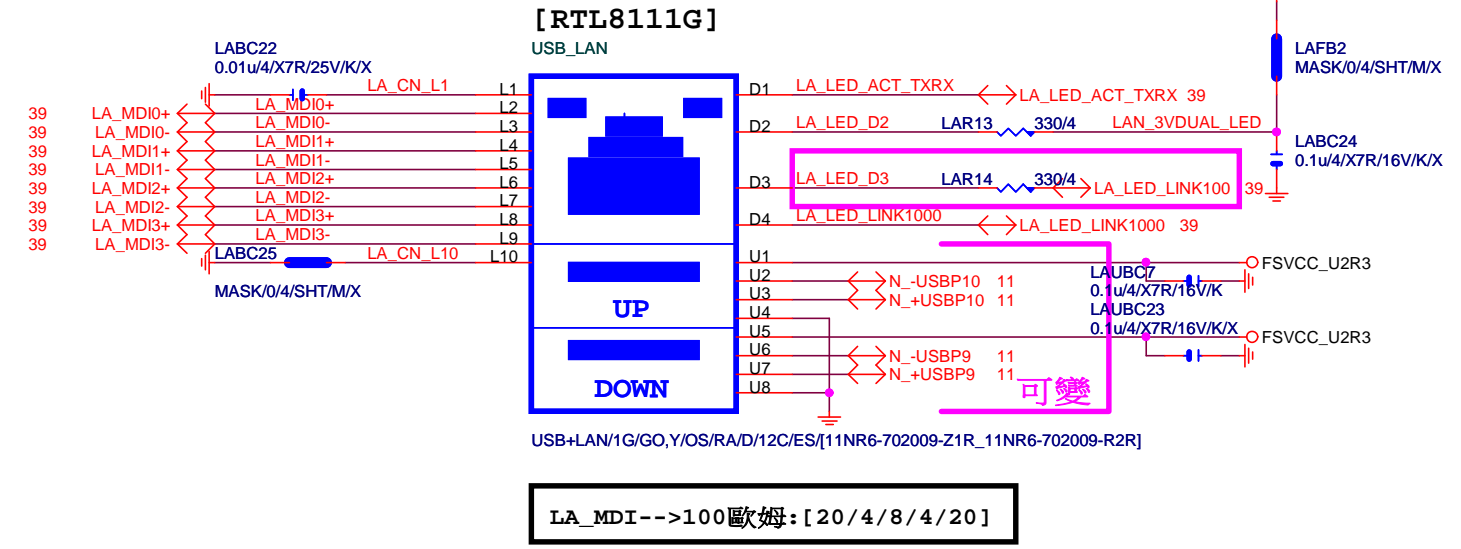 [RTL8111G]
USB_LAN
LABC22
0.01u/4/X7R/25V/K/X
LAFB2
MASK/0/4/SHT/M/X
LA_CN_L1 L1
D1 LA_LED_ACT_TXRX LA_LED_ACT_TXRX 39
39 LA_MDI0+ LA_MDI0+ L2
39 LA_MDI0- LA_MDI0- L3
D2 LA_LED_D2 LAR13 330/4 LAN_3VDUAL_LED
39 LA_MDI1+ LA_MDI1+ L4
LABC24
0.1u/4/X7R/16V/K/X
39 LA_MDI1- LA_MDI1- L5
39 LA_MDI2+ LA_MDI2+ L6
D3 LA_LED_D3 LAR14 330/4 LA_LED_LINK100 39
39 LA_MDI2- LA_MDI2- L7
39 LA_MDI3+ LA_MDI3+ L8
D4 LA_LED_LINK1000 LA_LED_LINK1000 39
39 LA_MDI3- LA_MDI3- L9
LABC25 LA_CN_L10 L10
MASK/0/4/SHT/M/X
U1 FSVCC_U2R3
U2 N_-USBP10 11
LAUBC7
0.1u/4/X7R/16V/K
U3 N_+USBP10 11
UP
U4
LAUBC23
0.1u/4/X7R/16V/K/X
U5 FSVCC_U2R3
U6 N_-USBP9 11
U7 N_+USBP9 11
DOWN
U8
可變
USB+LAN/1G/GO,Y/OS/RA/D/12C/ES/[11NR6-702009-Z1R_11NR6-702009-R2R]
LA_MDI-->100歐姆:[20/4/8/4/20]